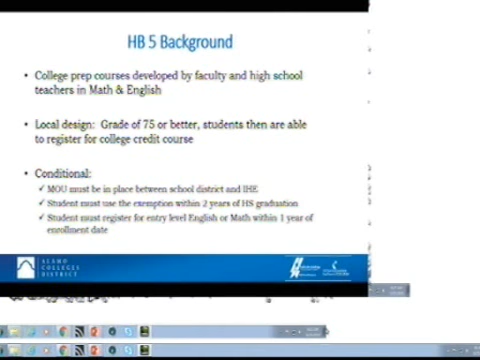 HB 5 Background
• College prep courses developed by faculty and high school
teachers in Math & English
• Local design: Grade of 75 or better, students then are able
to register for college credit course
• Conditional:
✓ MOU must be in place between school district and IHE
✓ Student must use the exemption within 2 years of HS graduation
✓ Student must register for entry level English or Math within 1 year of
enrollment date
ALAMO
COLLEGES
DISTRICT